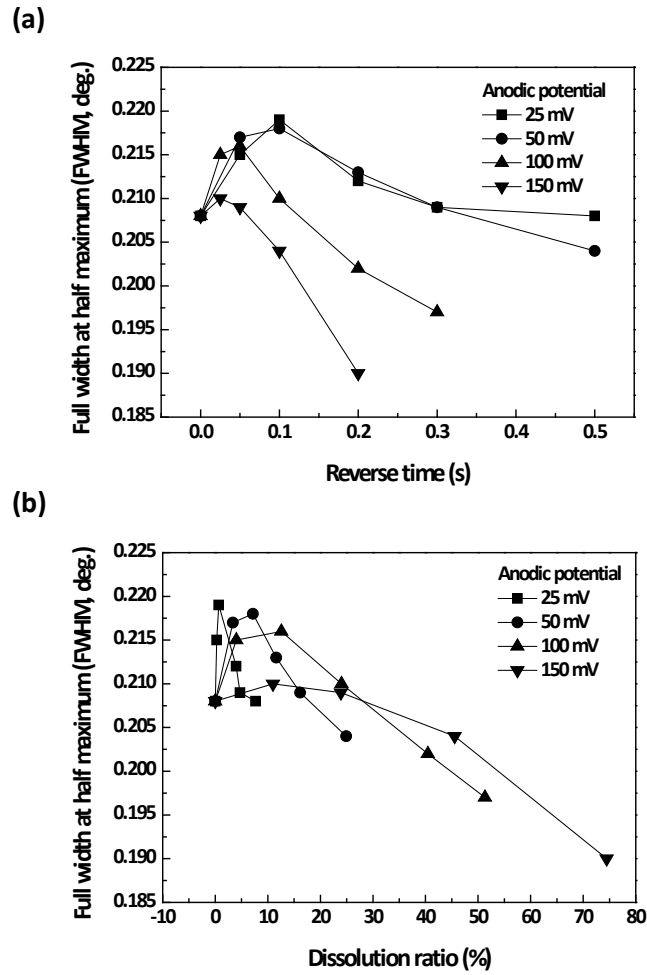 (a)
Full width at half maximum (FWHM, deg.)
0.225
0.220
0.215
0.210
0.205
0.200
0.195
0.190
0.185
Anodic potential
25 mV
50 mV
100 mV
150 mV
0.0 0.1 0.2 0.3 0.4 0.5
Reverse time (s)
(b)
Full width at half maximum (FWHM, deg.)
0.225
0.220
0.215
0.210
0.205
0.200
0.195
0.190
0.185
Anodic potential
25 mV
50 mV
100 mV
150 mV
-10 0 10 20 30 40 50 60 70 80
Dissolution ratio (%)